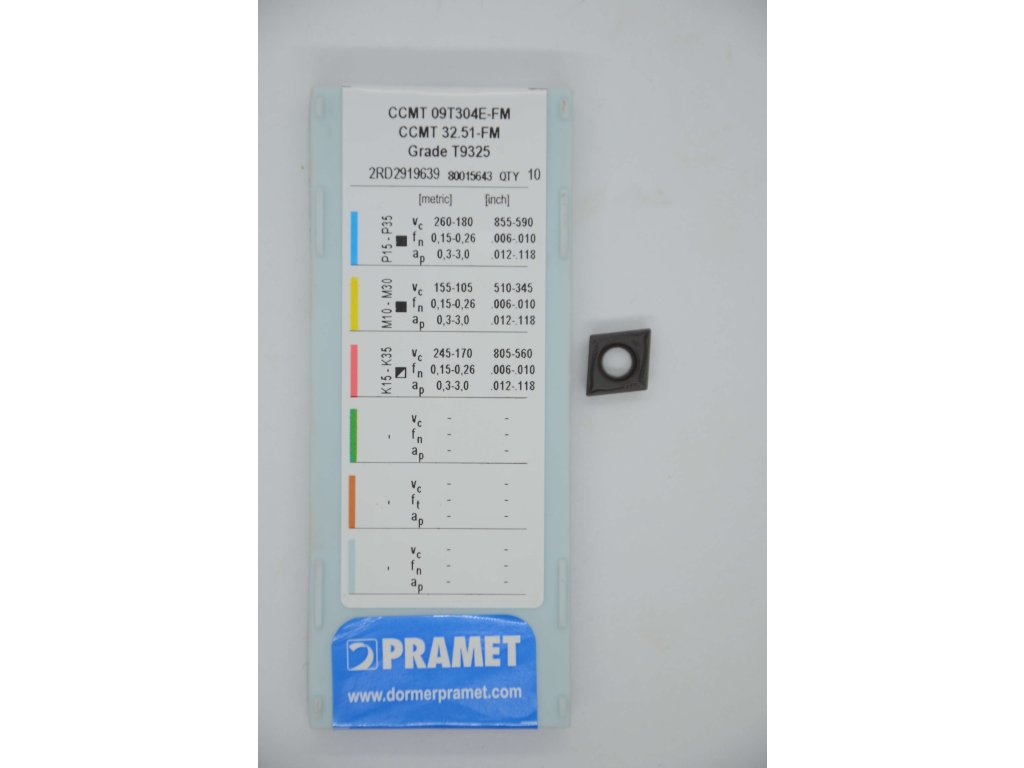 CCMT 09T304E-FM
CCMT 32.51-FM
Grade T9325
2RD2919639 80015643 QTY 10
[metric] [inch]
P15 - P35
vc 260-180 855-590
fn 0,15-0,26 .006-.010
ap 0,3-3,0 .012-.118
M10 - M30
vc 155-105 510-345
fn 0,15-0,26 .006-.010
ap 0,3-3,0 .012-.118
K15 - K35
vc 245-170 805-560
fn 0,15-0,26 .006-.010
ap 0,3-3,0 .012-.118
vc - -
fn - -
ap - -
vc - -
ft - -
ap - -
vc - -
fn - -
ap - -
PRAMET
www.dormerpramet.com